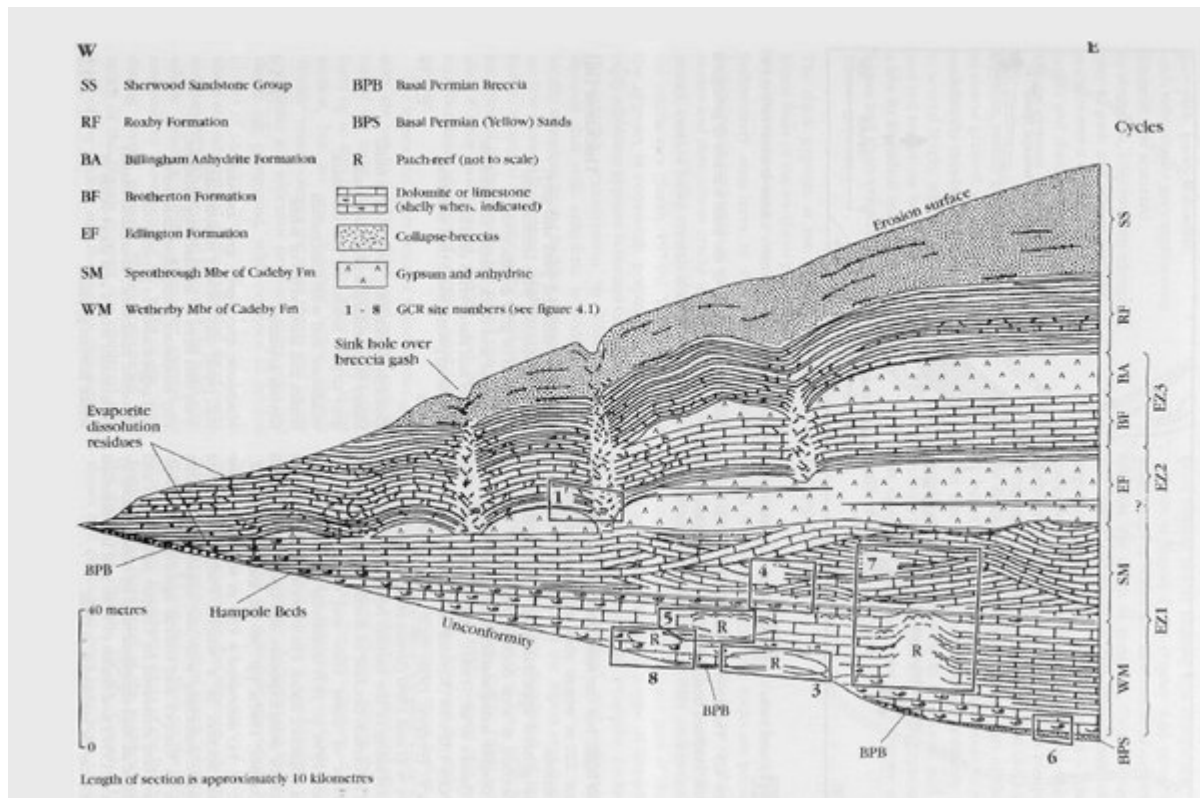 W
E
SS Sherwood Sandstone Group
RF Roxby Formation
BA Billingham Anhydrite Formation
BF Brotherton Formation
EF Edlington Formation
SM Sprotbrough Mbr of Cadeby Fm
WM Wetherby Mbr of Cadeby Fm
BPB Basal Permian Breccia
BPS Basal Permian (Yellow) Sands
R Patch-reef (not to scale)
Dolomite or limestone
(shelly where indicated)
Collapse-breccias
Gypsum and anhydrite
1 - 8 GCR site numbers (see figure 4.1)
Cycles
Erosion surface
Sink hole over
breccia gash
Evaporite
dissolution
residues
SS
RF
BA
BF
EF
SM
WM
BPS
EZ3
EZ2
?
EZ1
1
4
7
5
R
R
R
R
8
3
6
BPB
Hampole Beds
Unconformity
BPB
BPB
40 metres
0
Length of section is approximately 10 kilometres